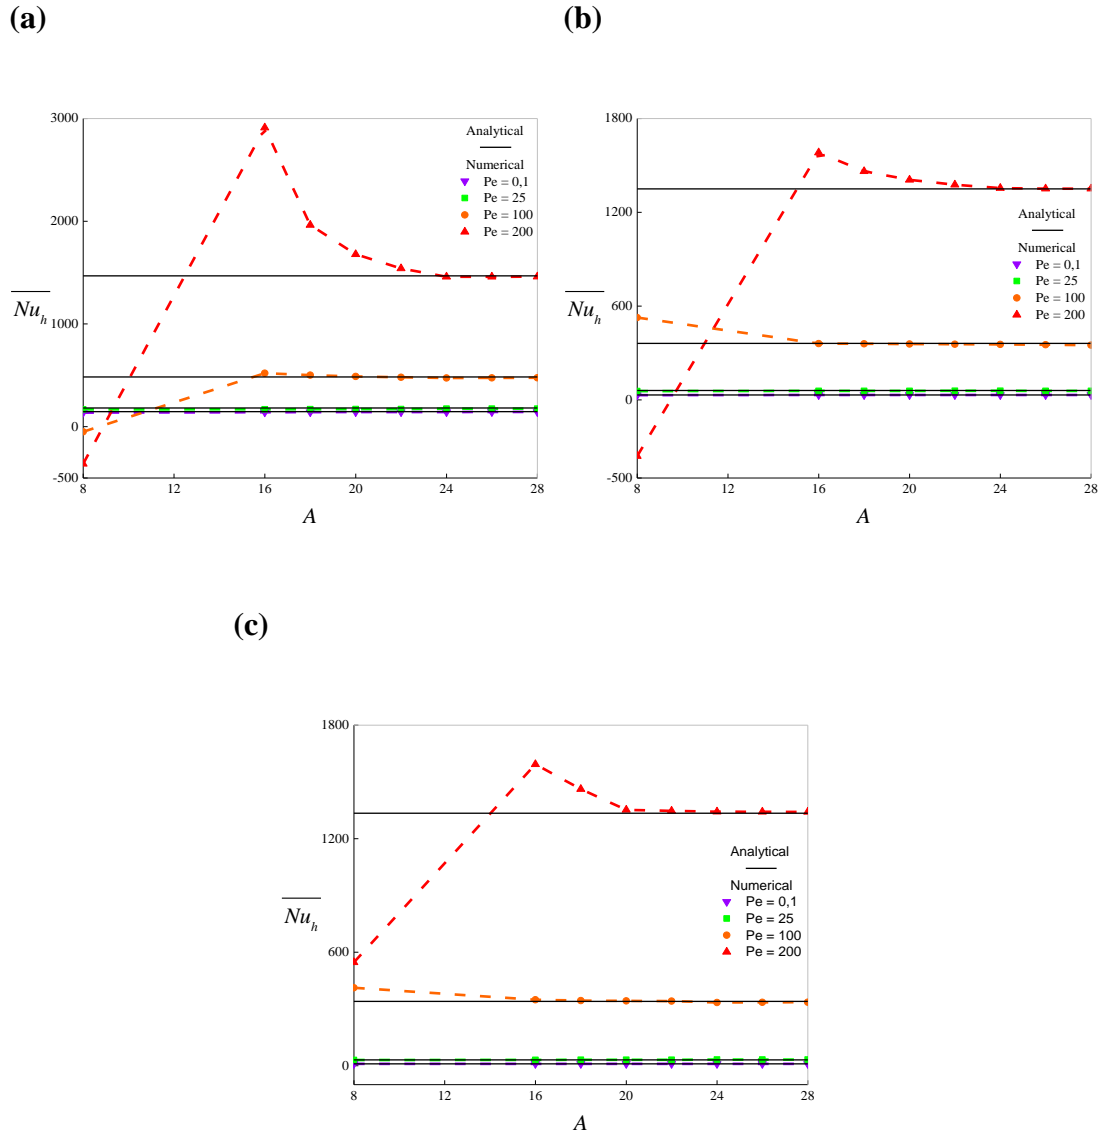 (a)
3000
2000
1000
0
-500
8 12 16 20 24 28
Nu_h
A
Analytical
Numerical
Pe = 0,1
Pe = 25
Pe = 100
Pe = 200
(b)
1800
1200
600
0
-500
8 12 16 20 24 28
Nu_h
A
Analytical
Numerical
Pe = 0,1
Pe = 25
Pe = 100
Pe = 200
(c)
1800
1200
600
0
8 12 16 20 24 28
Nu_h
A
Analytical
Numerical
Pe = 0,1
Pe = 25
Pe = 100
Pe = 200